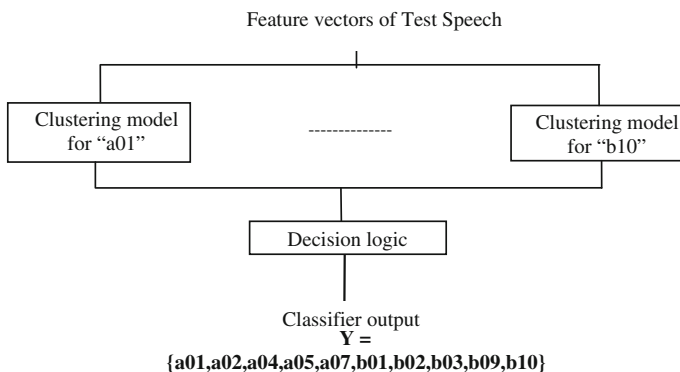 Feature vectors of Test Speech
Clustering model
for “a01”
--------------
Clustering model
for “b10”
Decision logic
Classifier output
Y =
{a01,a02,a04,a05,a07,b01,b02,b03,b09,b10}